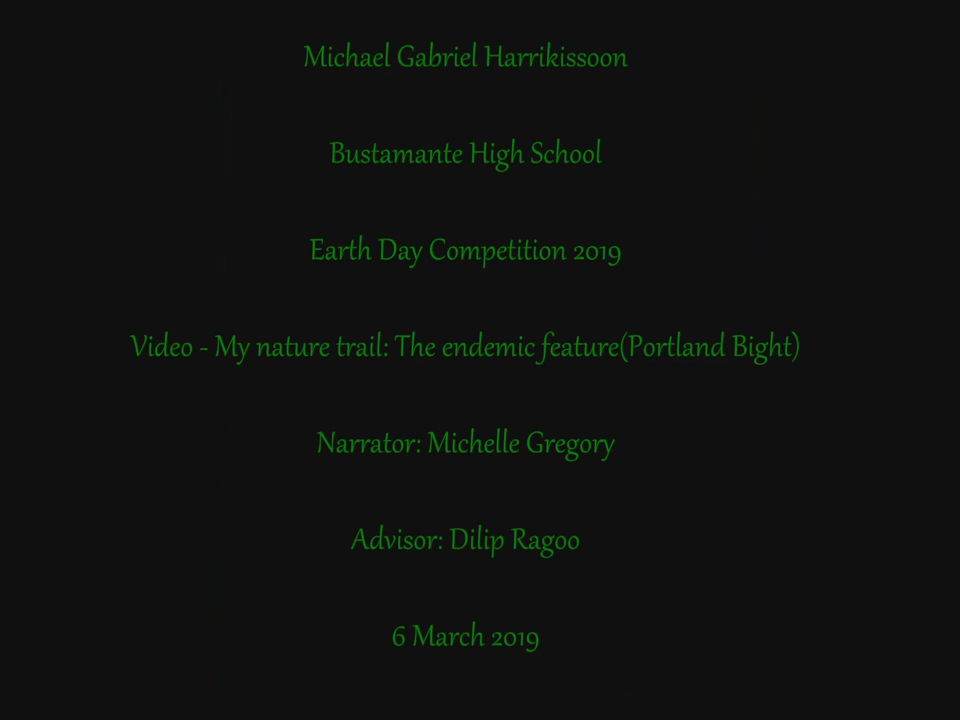 Michael Gabriel Harrikissoon
Bustamante High School
Earth Day Competition 2019
Video - My nature trail: The endemic feature(Portland Bight)
Narrator: Michelle Gregory
Advisor: Dilip Ragoo
6 March 2019